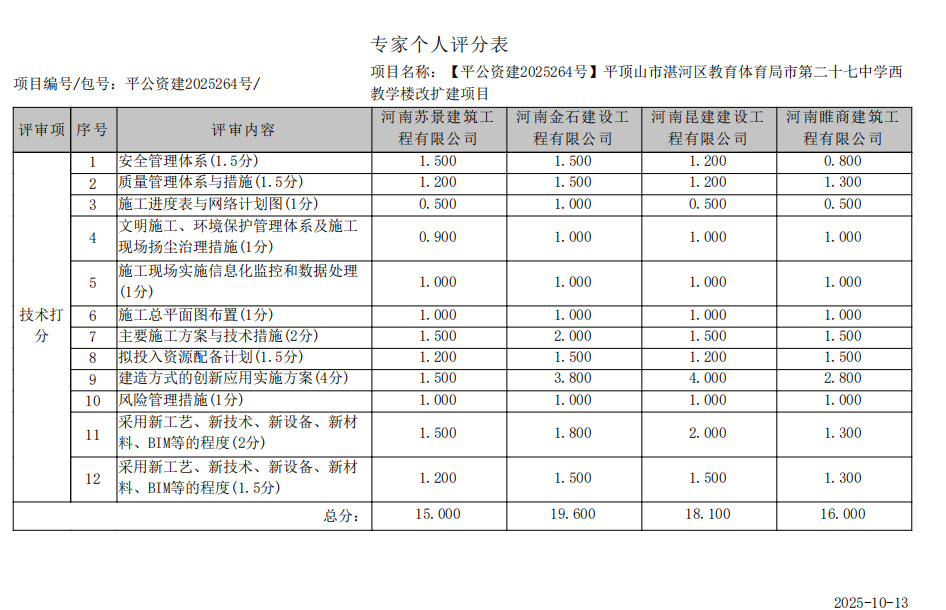 专家个人评分表
项目编号/包号：平公资建2025264号/
项目名称：【平公资建2025264号】平顶山市湛河区教育体育局市第二十七中学西
教学楼改扩建项目
评审项 序号 评审内容 河南苏景建筑工 河南金石建设工 河南昆建建设工 河南睢商建筑工
程有限公司 程有限公司 程有限公司 程有限公司
技术打
分
1 安全管理体系(1.5分) 1.500 1.500 1.200 0.800
2 质量管理体系与措施(1.5分) 1.200 1.500 1.200 1.300
3 施工进度表与网络计划图(1分) 0.500 1.000 0.500 0.500
4 文明施工、环境保护管理体系及施工
现场扬尘治理措施(1分) 0.900 1.000 1.000 1.000
5 施工现场实施信息化监控和数据处理
(1分) 1.000 1.000 1.000 1.000
6 施工总平面图布置(1分) 1.000 1.000 1.000 1.000
7 主要施工方案与技术措施(2分) 1.500 2.000 1.500 1.500
8 拟投入资源配备计划(1.5分) 1.200 1.500 1.200 1.500
9 建造方式的创新应用实施方案(4分) 1.500 3.800 4.000 2.800
10 风险管理措施(1分) 1.000 1.000 1.000 1.000
11 采用新工艺、新技术、新设备、新材
料、BIM等的程度(2分) 1.500 1.800 2.000 1.300
12 采用新工艺、新技术、新设备、新材
料、BIM等的程度(1.5分) 1.200 1.500 1.500 1.300
总分： 15.000 19.600 18.100 16.000
2025-10-13